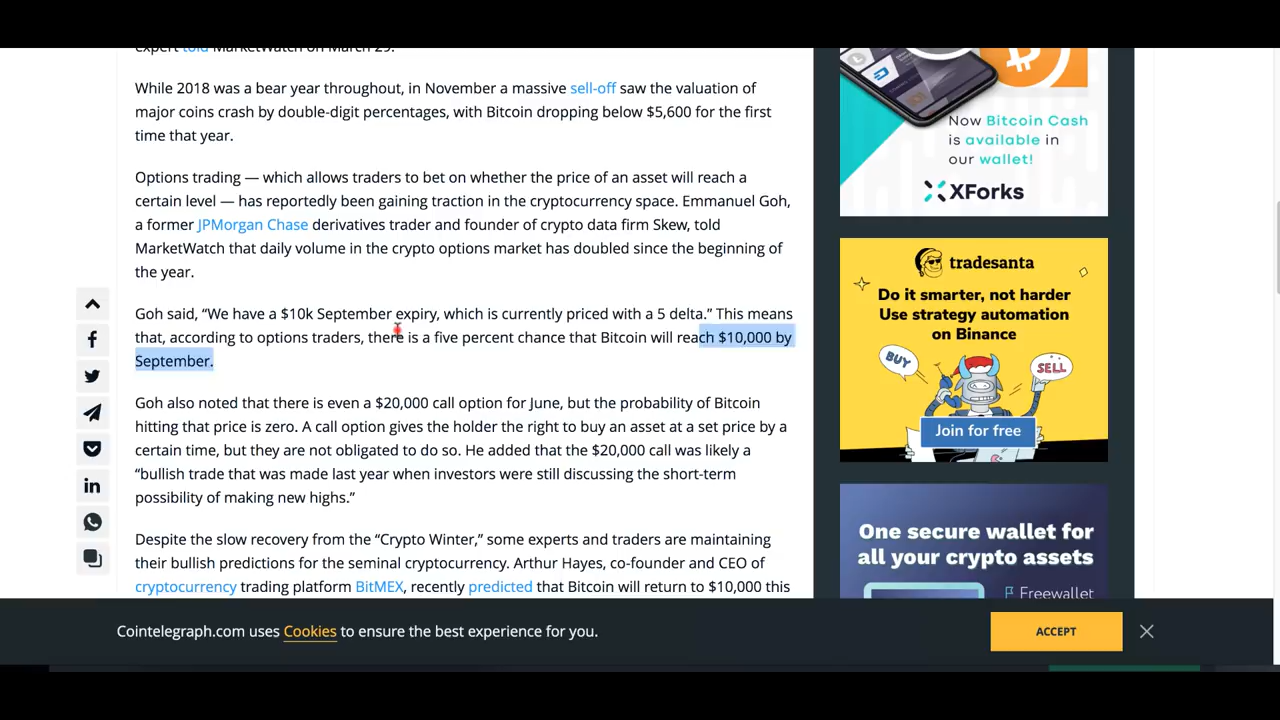 expert told MarketWatch on March 29.
While 2018 was a bear year throughout, in November a massive sell-off saw the valuation of
major coins crash by double-digit percentages, with Bitcoin dropping below $5,600 for the first
time that year.
Options trading — which allows traders to bet on whether the price of an asset will reach a
certain level — has reportedly been gaining traction in the cryptocurrency space. Emmanuel Goh,
a former JPMorgan Chase derivatives trader and founder of crypto data firm Skew, told
MarketWatch that daily volume in the crypto options market has doubled since the beginning of
the year.
Goh said, “We have a $10k September expiry, which is currently priced with a 5 delta.” This means
that, according to options traders, there is a five percent chance that Bitcoin will reach $10,000 by
September.
Goh also noted that there is even a $20,000 call option for June, but the probability of Bitcoin
hitting that price is zero. A call option gives the holder the right to buy an asset at a set price by a
certain time, but they are not obligated to do so. He added that the $20,000 call was likely a
“bullish trade that was made last year when investors were still discussing the short-term
possibility of making new highs.”
Despite the slow recovery from the “Crypto Winter,” some experts and traders are maintaining
their bullish predictions for the seminal cryptocurrency. Arthur Hayes, co-founder and CEO of
cryptocurrency trading platform BitMEX, recently predicted that Bitcoin will return to $10,000 this
Now Bitcoin Cash
is available in
our wallet!
XForks
tradesanta
Do it smarter, not harder
Use strategy automation
on Binance
BUY
SELL
Join for free
One secure wallet for
all your crypto assets
Freewallet
Cointelegraph.com uses Cookies to ensure the best experience for you.
ACCEPT